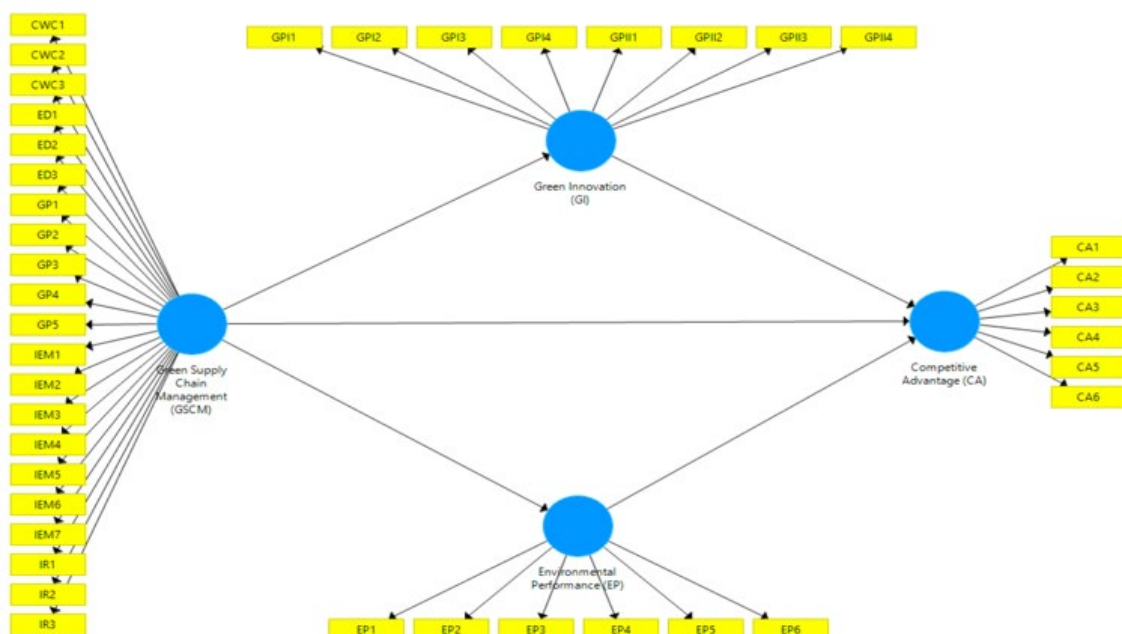 CWC1
CWC2
CWC3
ED1
ED2
ED3
GP1
GP2
GP3
GP4
GP5
IEM1
IEM2
IEM3
IEM4
IEM5
IEM6
IEM7
IR1
IR2
IR3
GPI1
GPI2
GPI3
GPI4
GPII1
GPII2
GPII3
GPII4
Green Innovation
(GI)
Green Supply
Chain
Management
(GSCM)
Competitive
Advantage (CA)
CA1
CA2
CA3
CA4
CA5
CA6
Environmental
Performance (EP)
EP1
EP2
EP3
EP4
EP5
EP6